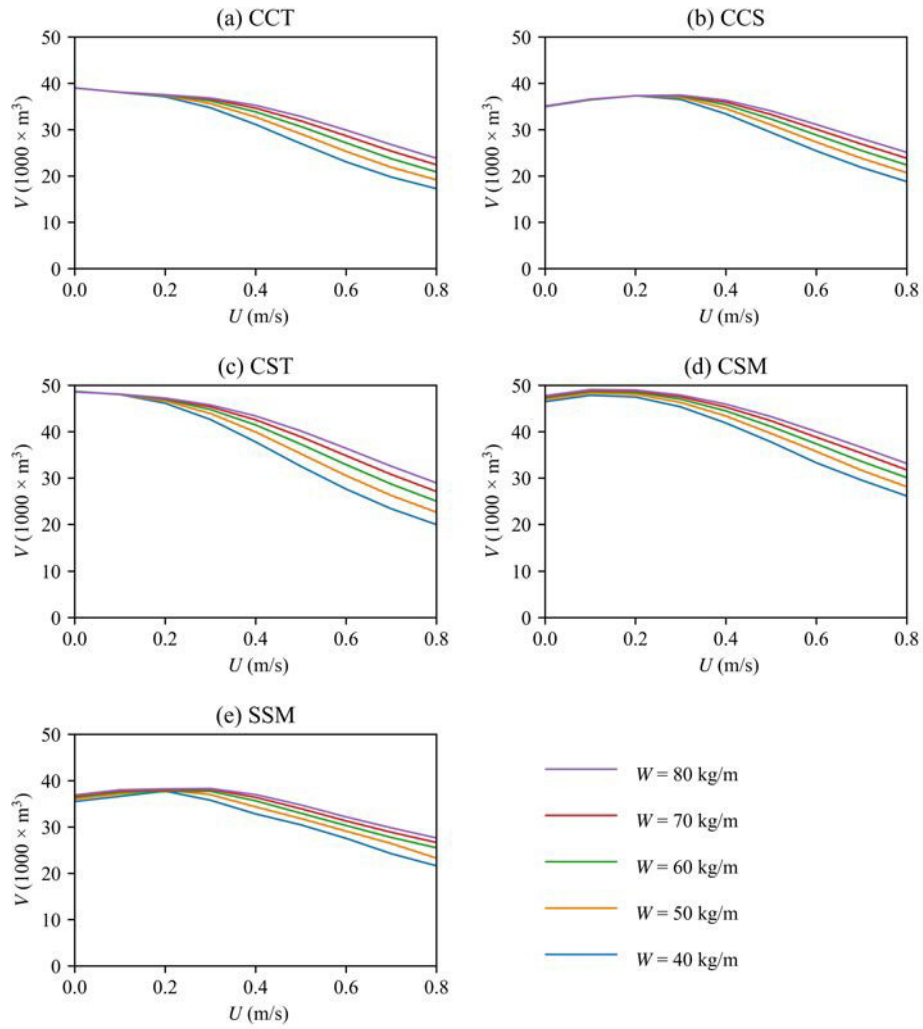 (a) CCT
(b) CCS
50
40
30
20
10
0
V (1000 × m³)
0.0 0.2 0.4 0.6 0.8
U (m/s)
50
40
30
20
10
0
V (1000 × m³)
0.0 0.2 0.4 0.6 0.8
U (m/s)
(c) CST
(d) CSM
50
40
30
20
10
0
V (1000 × m³)
0.0 0.2 0.4 0.6 0.8
U (m/s)
50
40
30
20
10
0
V (1000 × m³)
0.0 0.2 0.4 0.6 0.8
U (m/s)
(e) SSM
50
40
30
20
10
0
V (1000 × m³)
0.0 0.2 0.4 0.6 0.8
U (m/s)
W = 80 kg/m
W = 70 kg/m
W = 60 kg/m
W = 50 kg/m
W = 40 kg/m